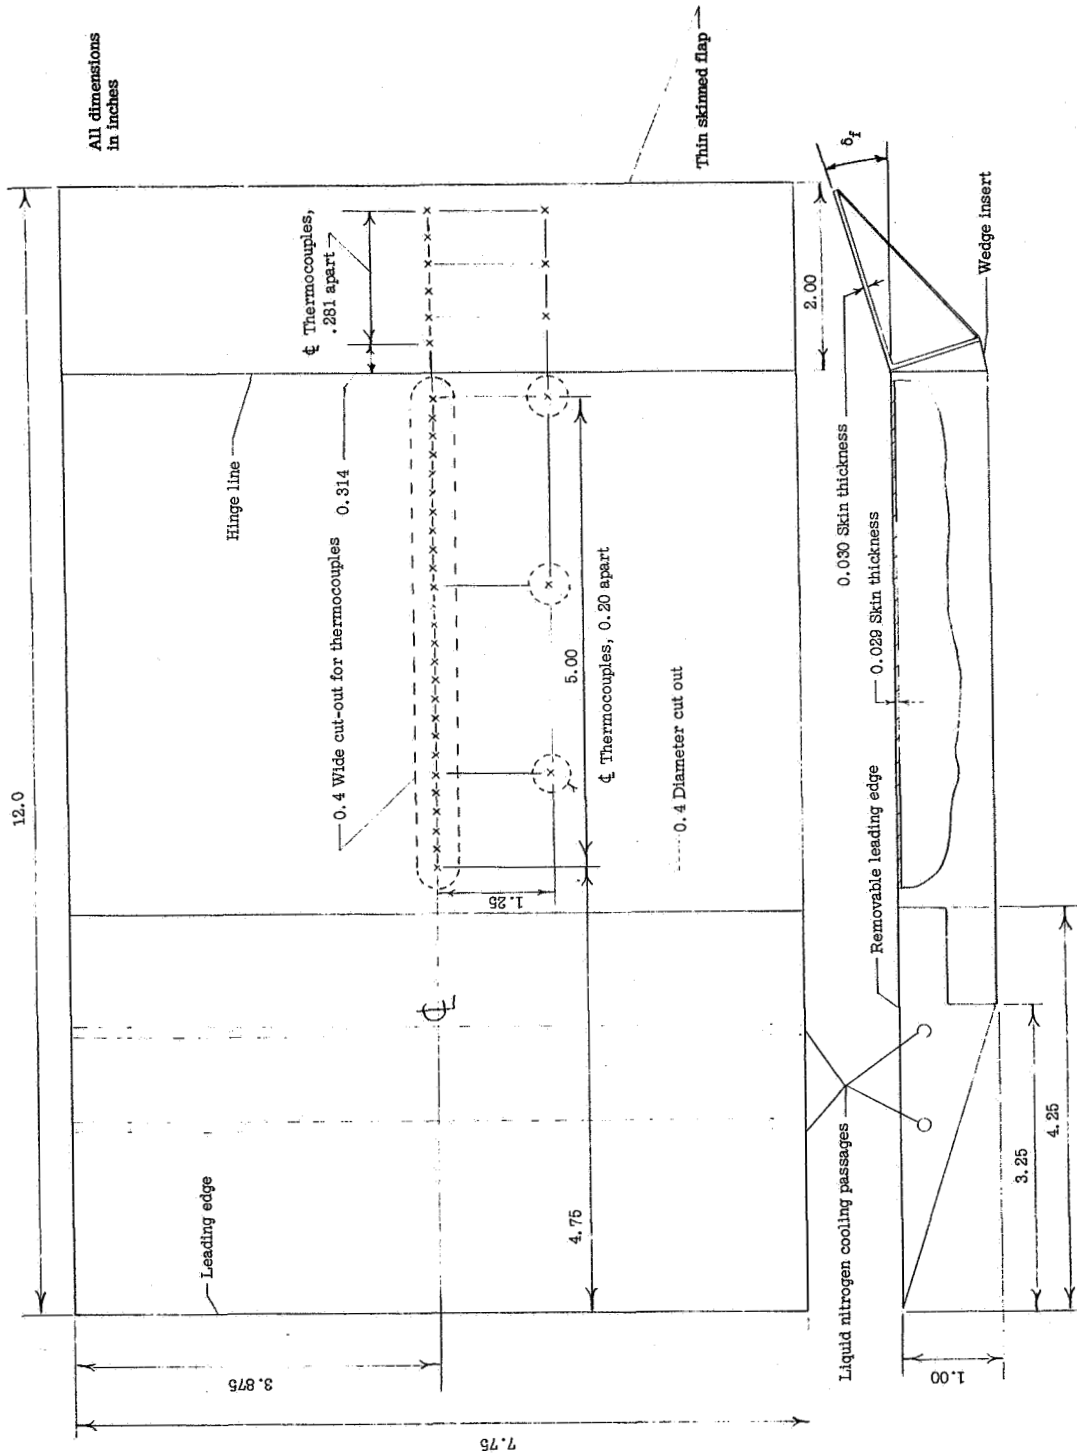 All dimensions
in inches
12.0
Thin skinned flap
℄ Thermocouples,
.281 apart
Hinge line
0.314
0.4 Wide cut-out for thermocouples
5.00
℄ Thermocouples, 0.20 apart
0.4 Diameter cut out
1.25
℄
Leading edge
4.75
3.875
7.75
δf
2.00
Wedge insert
0.030 Skin thickness
0.029 Skin thickness
Removable leading edge
Liquid nitrogen cooling passages
3.25
4.25
1.00